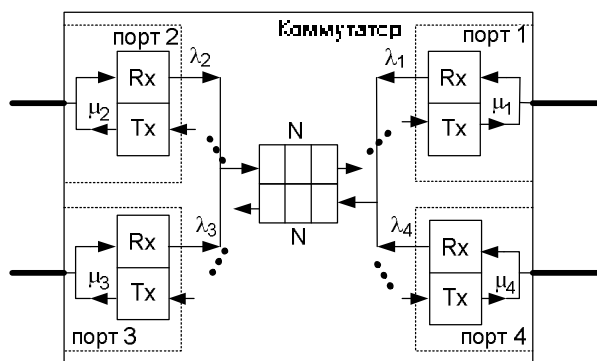 Коммутатор
порт 2
порт 1
λ2
λ1
Rx
Rx
μ2
μ1
N
Tx
Tx
λ3
N
λ4
Rx
Rx
μ3
μ4
Tx
Tx
порт 3
порт 4